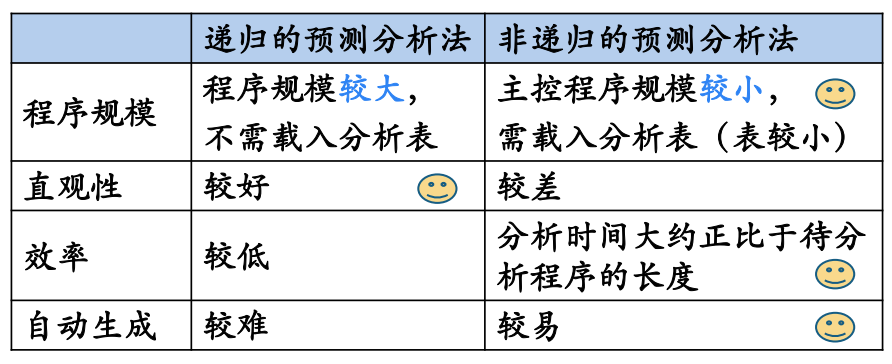 递归的预测分析法
非递归的预测分析法
程序规模
程序规模较大，
不需载入分析表
主控程序规模较小，
需载入分析表（表较小）
直观性
较好
较差
效率
较低
分析时间大约正比于待分
析程序的长度
自动生成
较难
较易